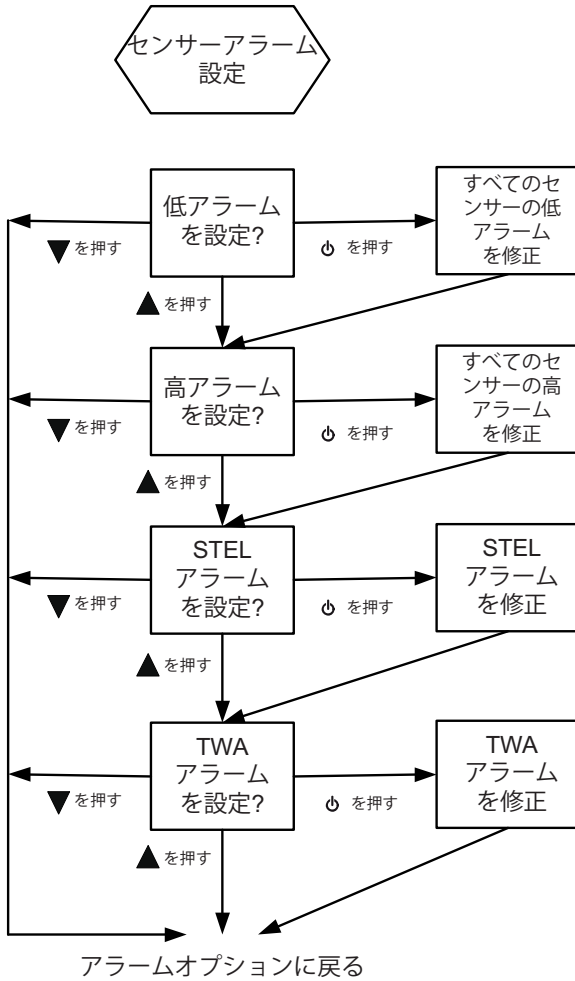 センサーアラーム
設定
低アラーム
を設定?
すべてのセ
ンサーの低
アラーム
を修正
▼を押す
を押す
▲を押す
高アラーム
を設定?
すべてのセ
ンサーの高
アラーム
を修正
▼を押す
を押す
▲を押す
STEL
アラーム
を設定?
STEL
アラーム
を修正
▼を押す
を押す
▲を押す
TWA
アラーム
を設定?
TWA
アラーム
を修正
▼を押す
を押す
▲を押す
アラームオプションに戻る